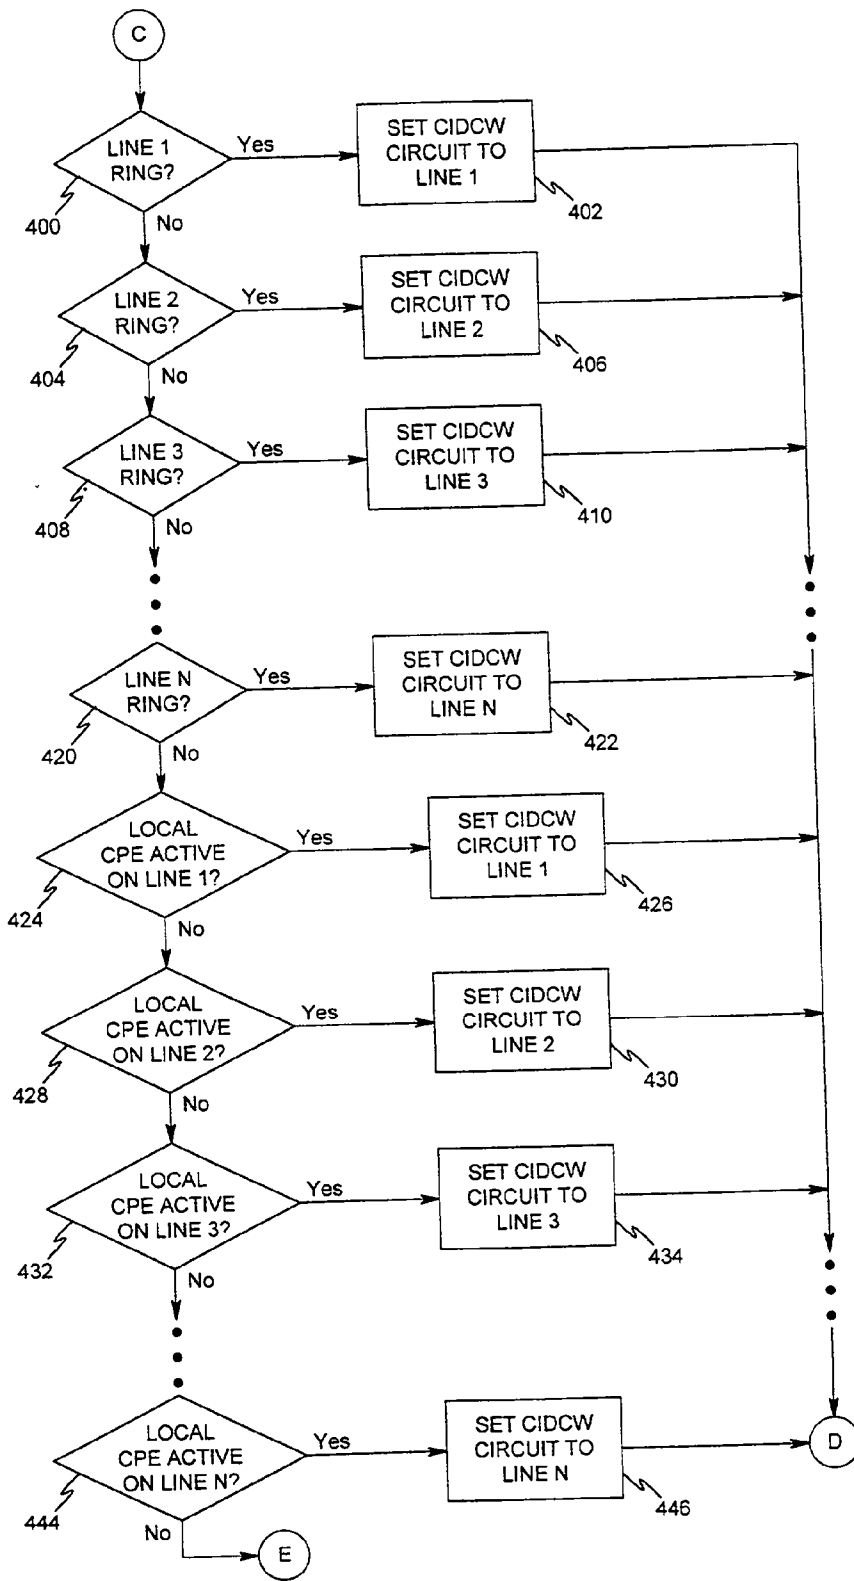 C
LINE 1
RING?
Yes
SET CIDCW
CIRCUIT TO
LINE 1
400
402
No
LINE 2
RING?
Yes
SET CIDCW
CIRCUIT TO
LINE 2
404
406
No
LINE 3
RING?
Yes
SET CIDCW
CIRCUIT TO
LINE 3
408
410
No
LINE N
RING?
Yes
SET CIDCW
CIRCUIT TO
LINE N
420
422
No
LOCAL
CPE ACTIVE
ON LINE 1?
Yes
SET CIDCW
CIRCUIT TO
LINE 1
424
426
No
LOCAL
CPE ACTIVE
ON LINE 2?
Yes
SET CIDCW
CIRCUIT TO
LINE 2
428
430
No
LOCAL
CPE ACTIVE
ON LINE 3?
Yes
SET CIDCW
CIRCUIT TO
LINE 3
432
434
No
LOCAL
CPE ACTIVE
ON LINE N?
Yes
SET CIDCW
CIRCUIT TO
LINE N
D
444
446
No
E